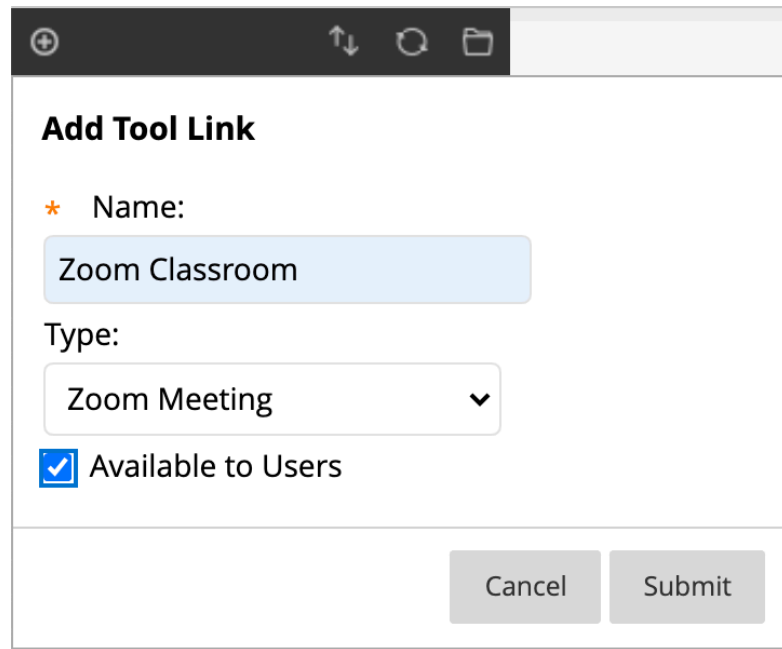 Add Tool Link
* Name:
Zoom Classroom
Type:
Zoom Meeting
Available to Users
Cancel Submit